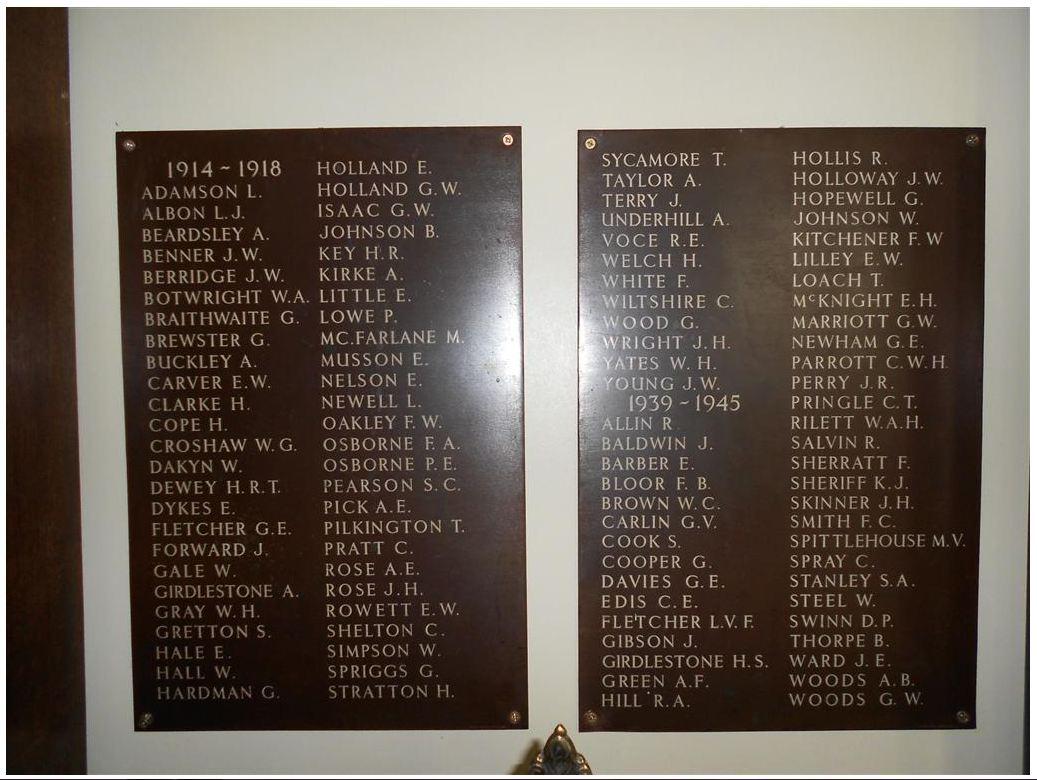 1914 ~ 1918
ADAMSON L.
ALBON L.J.
BEARDSLEY A.
BENNER J.W.
BERRIDGE J.W.
BOTWRIGHT W.A.
BRAITHWAITE G.
BREWSTER G.
BUCKLEY A.
CARVER E.W.
CLARKE H.
COPE H.
CROSHAW W.G.
DAKYN W.
DEWEY H.R.T.
DYKES E.
FLETCHER G.E.
FORWARD J.
GALE W.
GIRDLESTONE A.
GRAY W.H.
GRETTON S.
HALE E.
HALL W.
HARDMAN G.
HOLLAND E.
HOLLAND G.W.
ISAAC G.W.
JOHNSON B.
KEY H.R.
KIRKE A.
LITTLE E.
LOWE P.
MC.FARLANE M.
MUSSON E.
NELSON E.
NEWELL L.
OAKLEY F.W.
OSBORNE F.A.
OSBORNE P.E.
PEARSON S.C.
PICK A.E.
PILKINGTON T.
PRATT C.
ROSE A.E.
ROSE J.H.
ROWETT E.W.
SHELTON C.
SIMPSON W.
SPRIGGS G.
STRATTON H.
SYCAMORE T.
TAYLOR A.
TERRY J.
UNDERHILL A.
VOCE R.E.
WELCH H.
WHITE F.
WILTSHIRE C.
WOOD G.
WRIGHT J.H.
YATES W.H.
YOUNG J.W.
1939 ~ 1945
ALLIN R.
BALDWIN J.
BARBER E.
BLOOR F.B.
BROWN W.C.
CARLIN G.V.
COOK S.
COOPER G.
DAVIES G.E.
EDIS C.E.
FLETCHER L.V.F.
GIBSON J.
GIRDLESTONE H.S.
GREEN A.F.
HILL R.A.
HOLLIS R.
HOLLOWAY J.W.
HOPEWELL G.
JOHNSON W.
KITCHENER F.W
LILLEY E.W.
LOACH T.
McKNIGHT E.H.
MARRIOTT G.W.
NEWHAM G.E.
PARROTT C.W.H.
PERRY J.R.
PRINGLE C.T.
RILETT W.A.H.
SALVIN R.
SHERRATT F.
SHERIFF K.J.
SKINNER J.H.
SMITH F.C.
SPITTLEHOUSE M.V.
SPRAY C.
STANLEY S.A.
STEEL W.
SWINN D.P.
THORPE B.
WARD J.E.
WOODS A.B.
WOODS G.W.